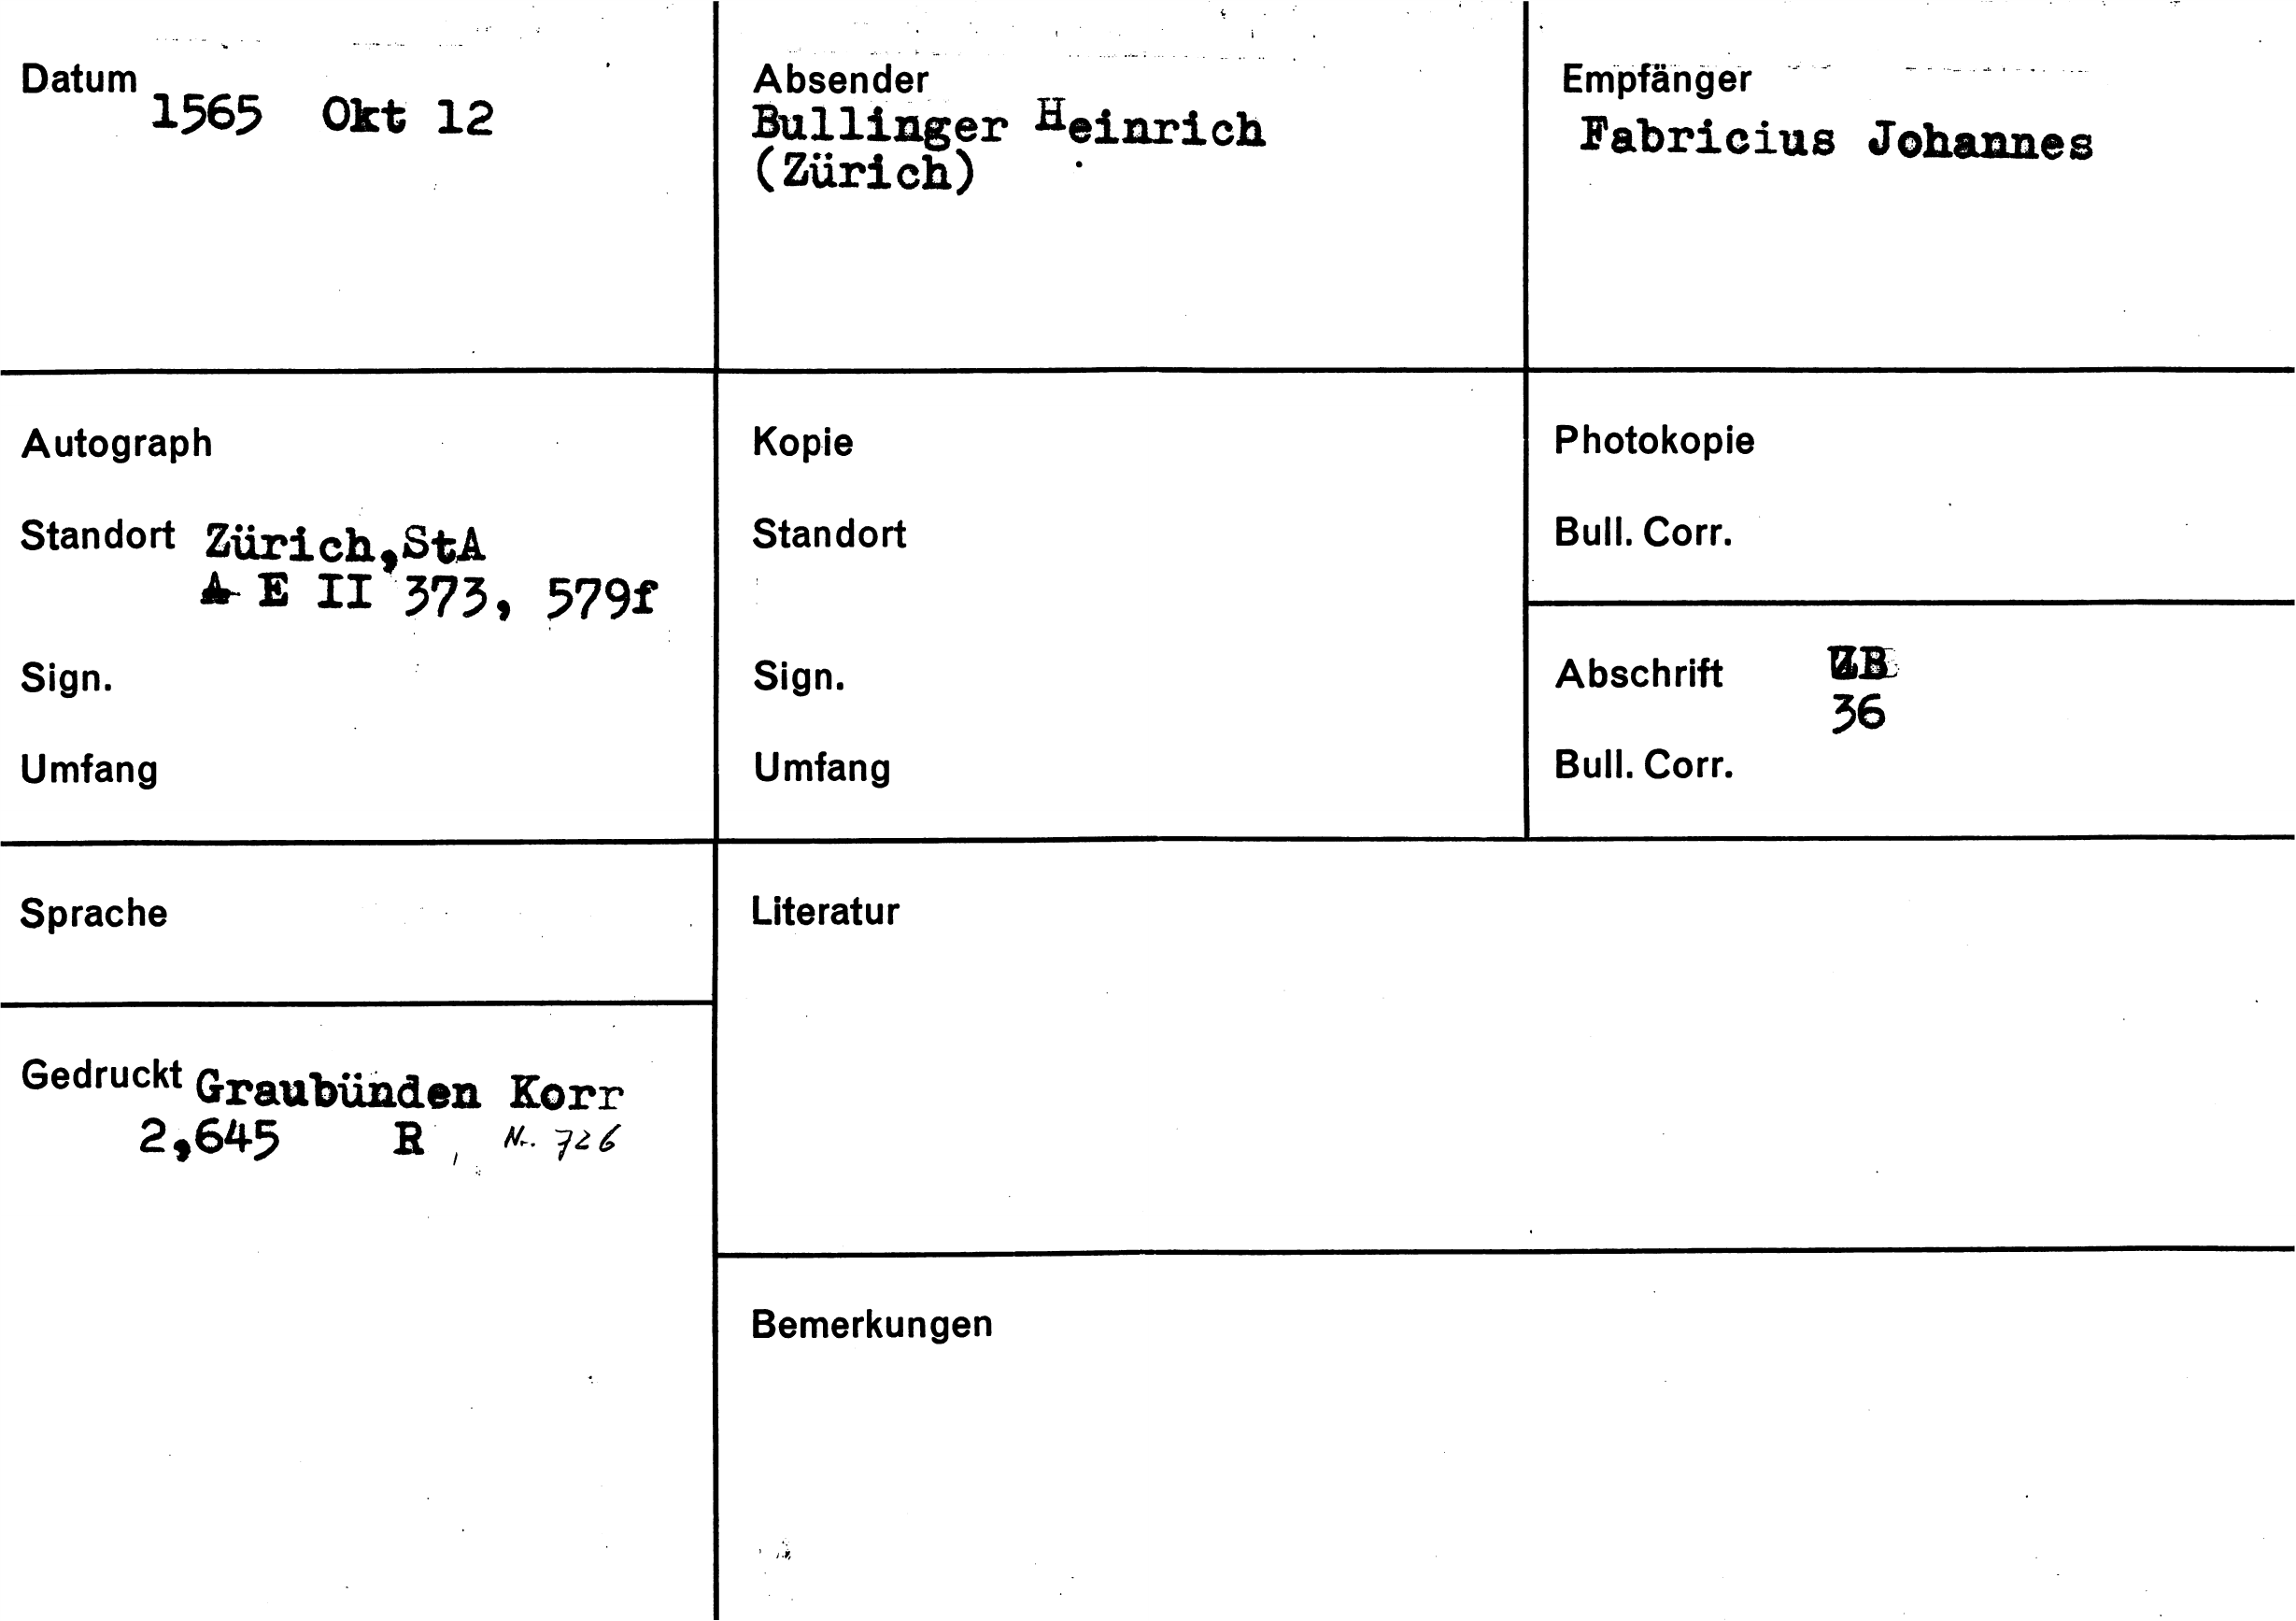 Datum
1565 Okt 12
Absender
Bullinger Heinrich
(Zürich)
Empfänger
Fabricius Johannes
Autograph
Standort Zürich,StA
A E II 373, 579f
Sign.
Umfang
Kopie
Standort
Sign.
Umfang
Photokopie
Bull. Corr.
Abschrift ZB
36
Bull. Corr.
Sprache
Literatur
Gedruckt Graubünden Korr
2,645 R, Nr. 726
Bemerkungen